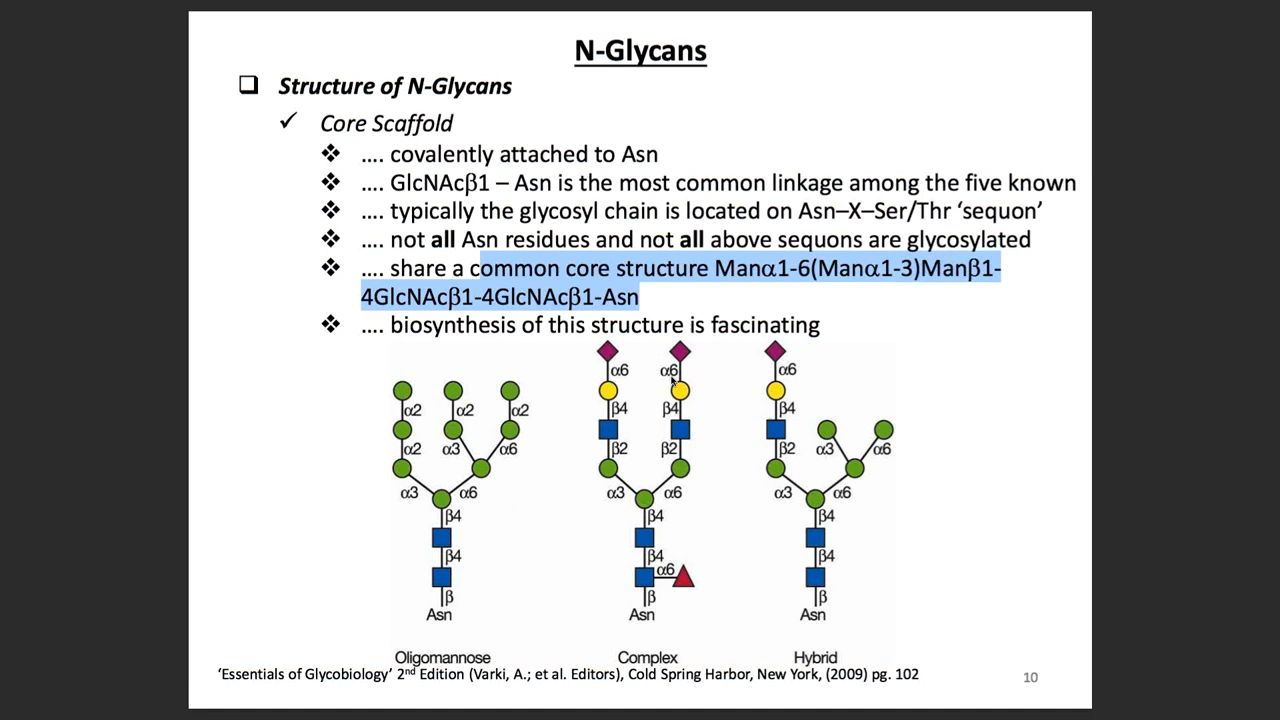 N-Glycans
Structure of N-Glycans
Core Scaffold
.... covalently attached to Asn
.... GlcNAcβ1 – Asn is the most common linkage among the five known
.... typically the glycosyl chain is located on Asn–X–Ser/Thr ‘sequon’
.... not all Asn residues and not all above sequons are glycosylated
.... share a common core structure Manα1-6(Manα1-3)Manβ1-
4GlcNAcβ1-4GlcNAcβ1-Asn
.... biosynthesis of this structure is fascinating
α6 α6 α6
α2 α2 α2 β4 β4 β4
α2 α3 α6 β2 β2 β2 α3 α6
α3 α6 α3 α6 α3 α6
β4 β4 β4
β4 β4 β4
α6
β β β
Asn Asn Asn
Oligomannose Complex Hybrid
‘Essentials of Glycobiology’ 2nd Edition (Varki, A.; et al. Editors), Cold Spring Harbor, New York, (2009) pg. 102
10